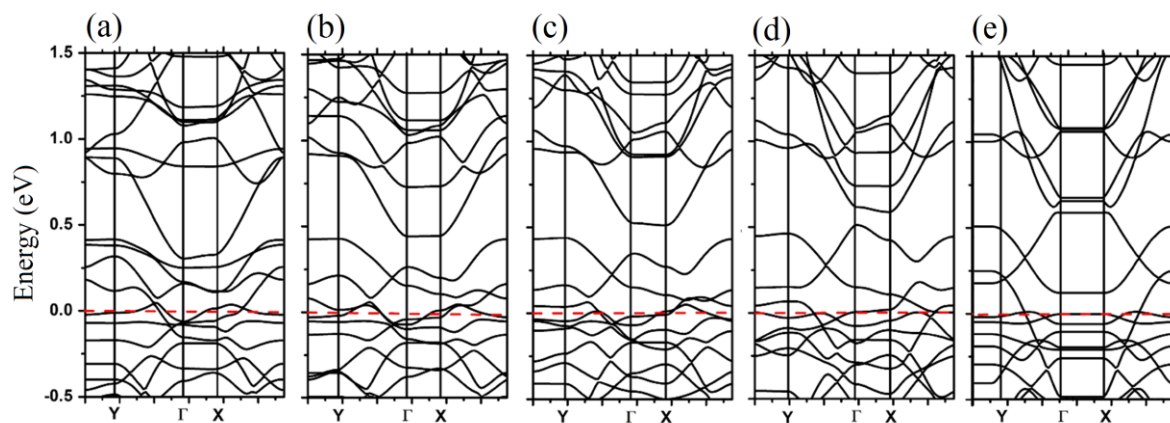 (a) (b) (c) (d) (e)
1.5
1.0
0.5
0.0
-0.5
Energy (eV)
Y Γ X Y Γ X Y Γ X Y Γ X Y Γ X